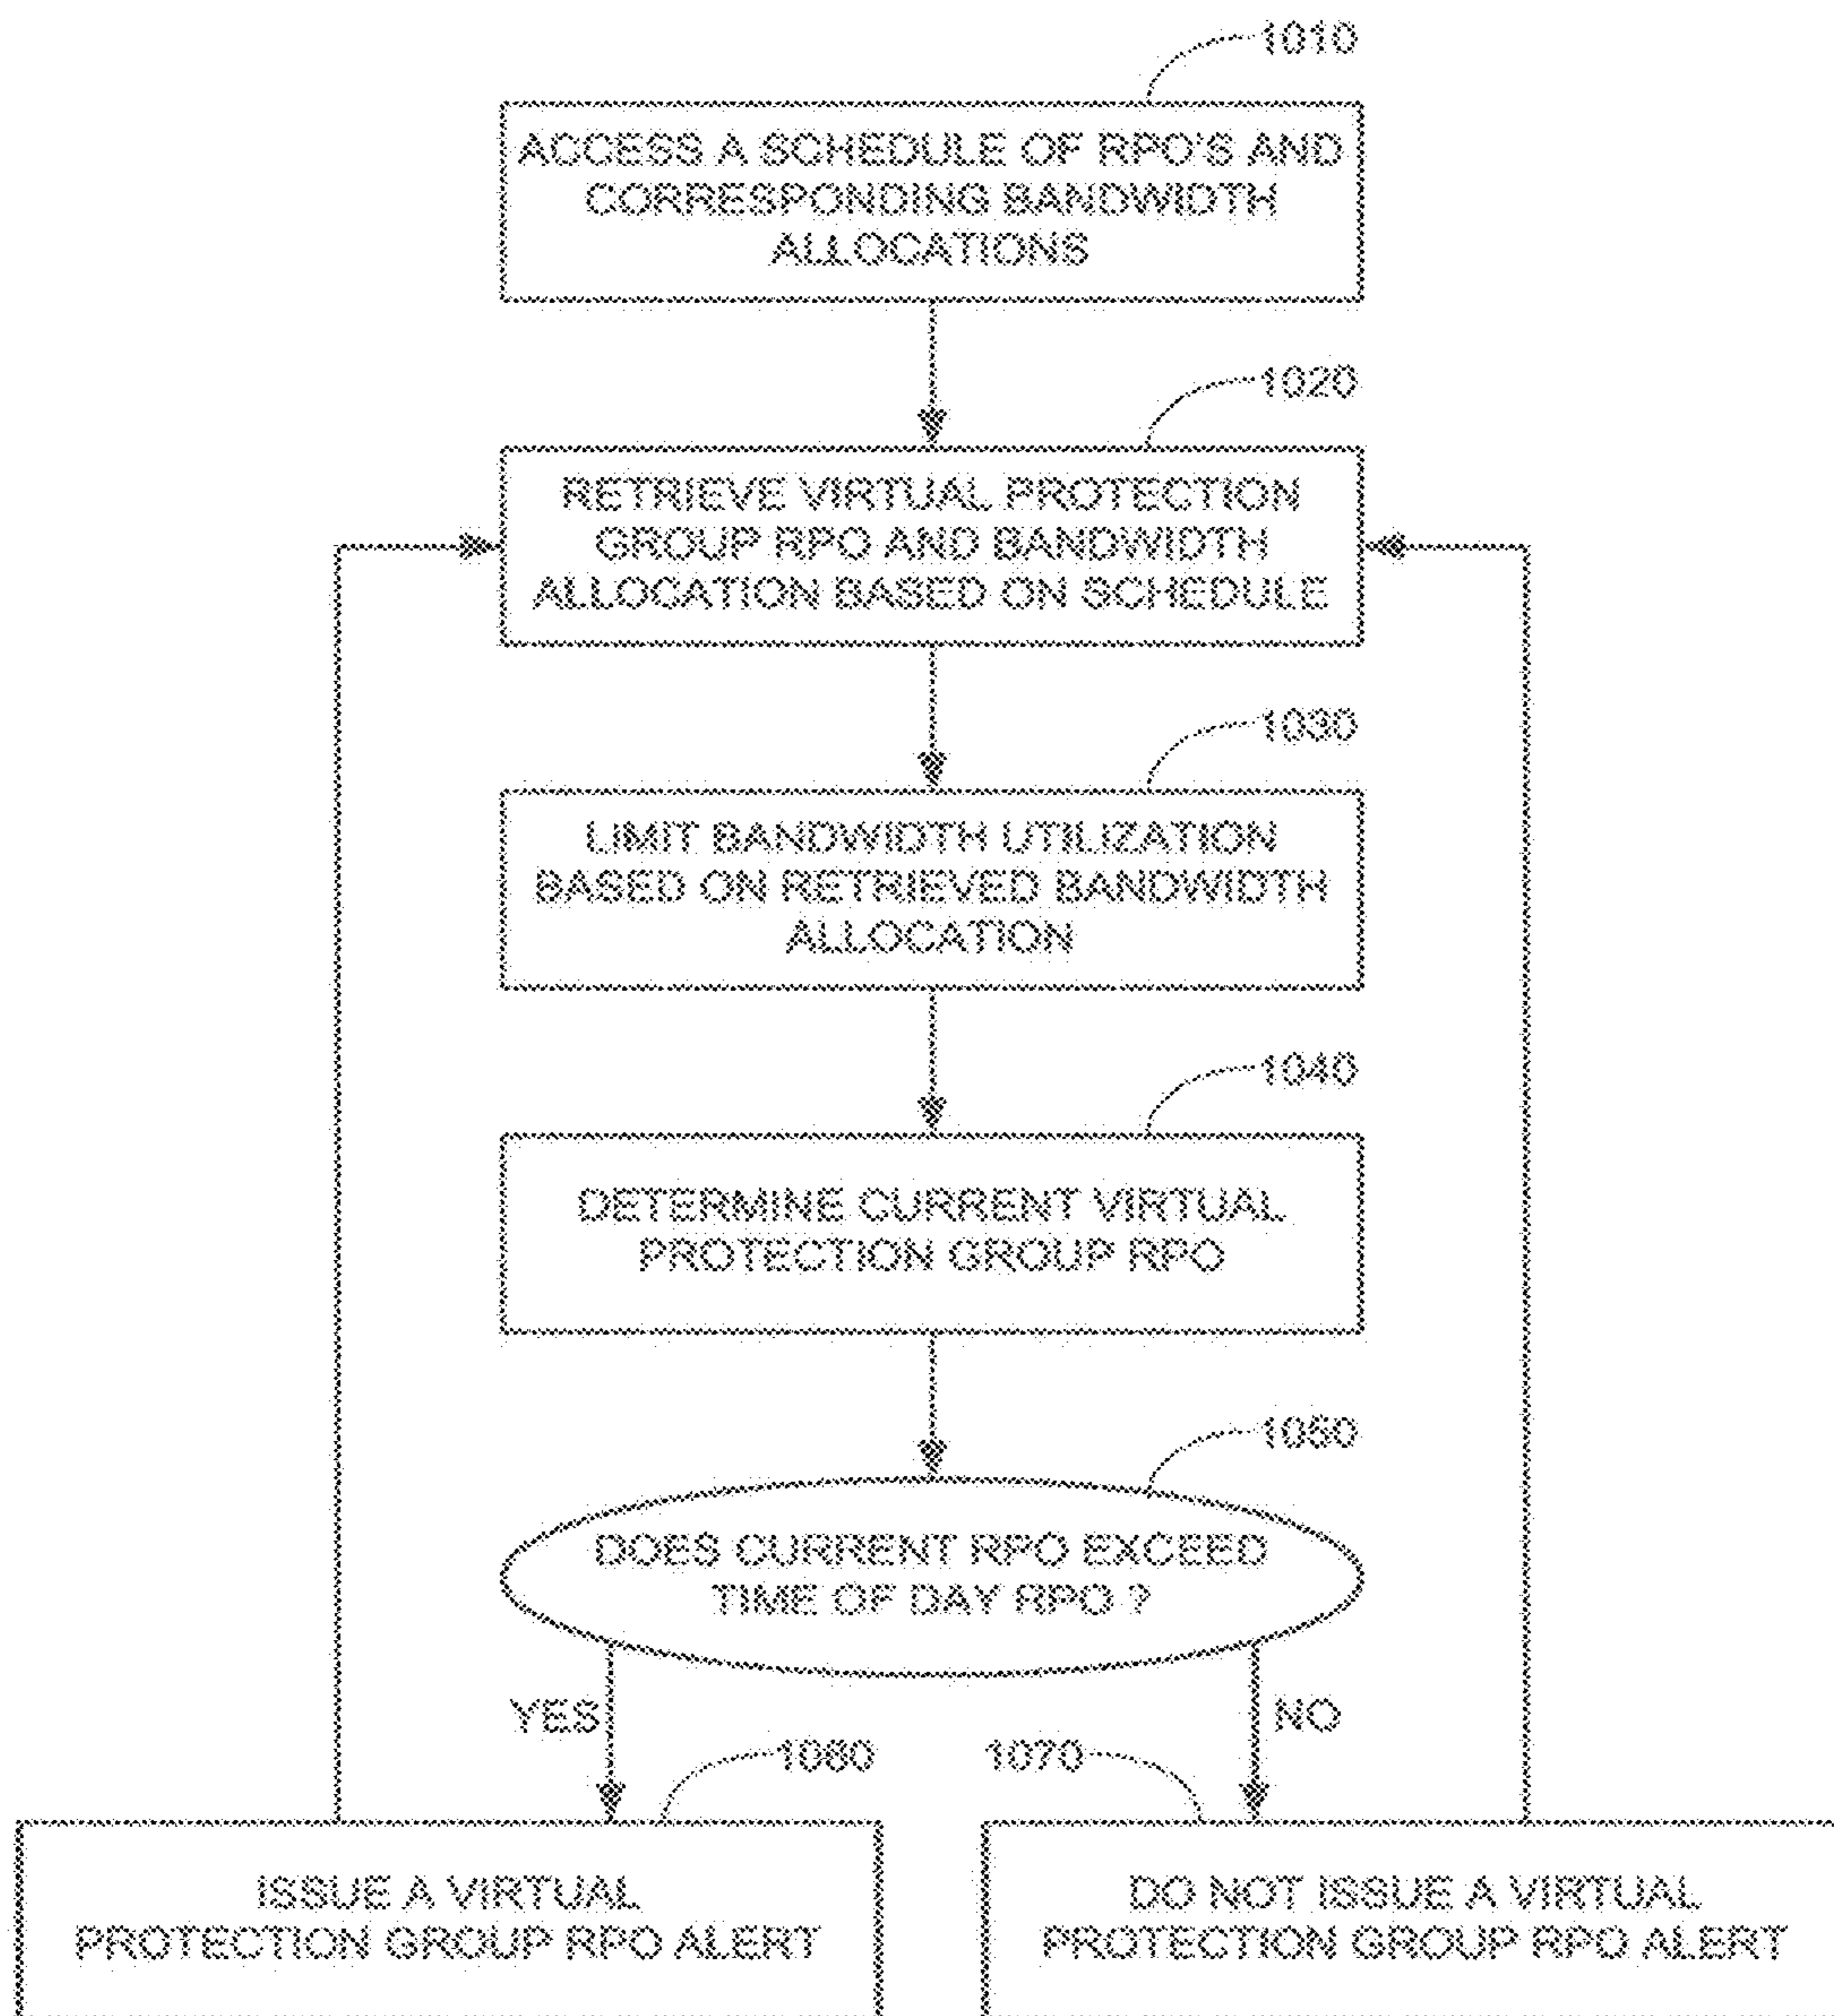 1010
ACCESS A SCHEDULE OF RPO'S AND
CORRESPONDING BANDWIDTH
ALLOCATIONS
1020
RETRIEVE VIRTUAL PROTECTION
GROUP RPO AND BANDWIDTH
ALLOCATION BASED ON SCHEDULE
1030
LIMIT BANDWIDTH UTILIZATION
BASED ON RETRIEVED BANDWIDTH
ALLOCATION
1040
DETERMINE CURRENT VIRTUAL
PROTECTION GROUP RPO
1050
DOES CURRENT RPO EXCEED
TIME OF DAY RPO ?
YES
NO
1060
1070
ISSUE A VIRTUAL
PROTECTION GROUP RPO ALERT
DO NOT ISSUE A VIRTUAL
PROTECTION GROUP RPO ALERT